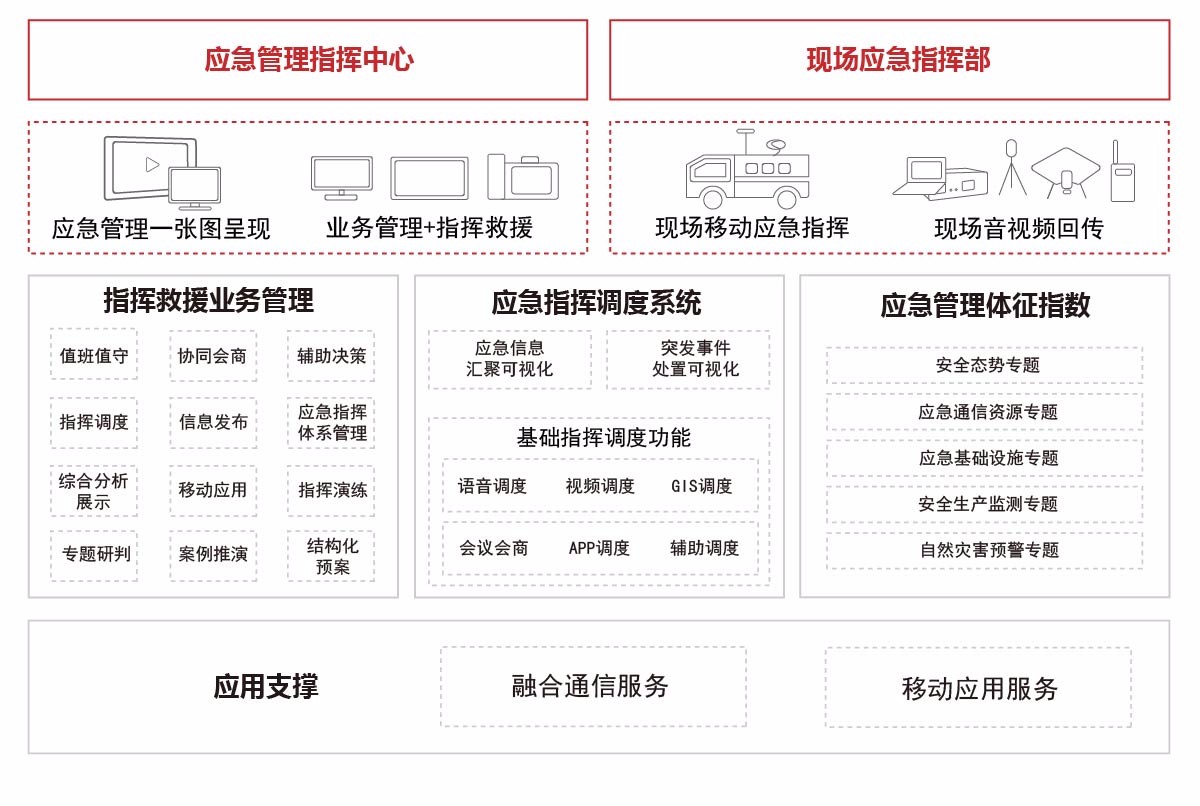 应急管理指挥中心
现场应急指挥部
应急管理一张图呈现
业务管理+指挥救援
现场移动应急指挥
现场音视频回传
指挥救援业务管理
值班值守
协同会商
辅助决策
指挥调度
信息发布
应急指挥
体系管理
综合分析
展示
移动应用
指挥演练
专题研判
案例推演
结构化
预案
应急指挥调度系统
应急信息
汇聚可视化
突发事件
处置可视化
基础指挥调度功能
语音调度
视频调度
GIS调度
会议会商
APP调度
辅助调度
应急管理体征指数
安全态势专题
应急通信资源专题
应急基础设施专题
安全生产监测专题
自然灾害预警专题
应用支撑
融合通信服务
移动应用服务